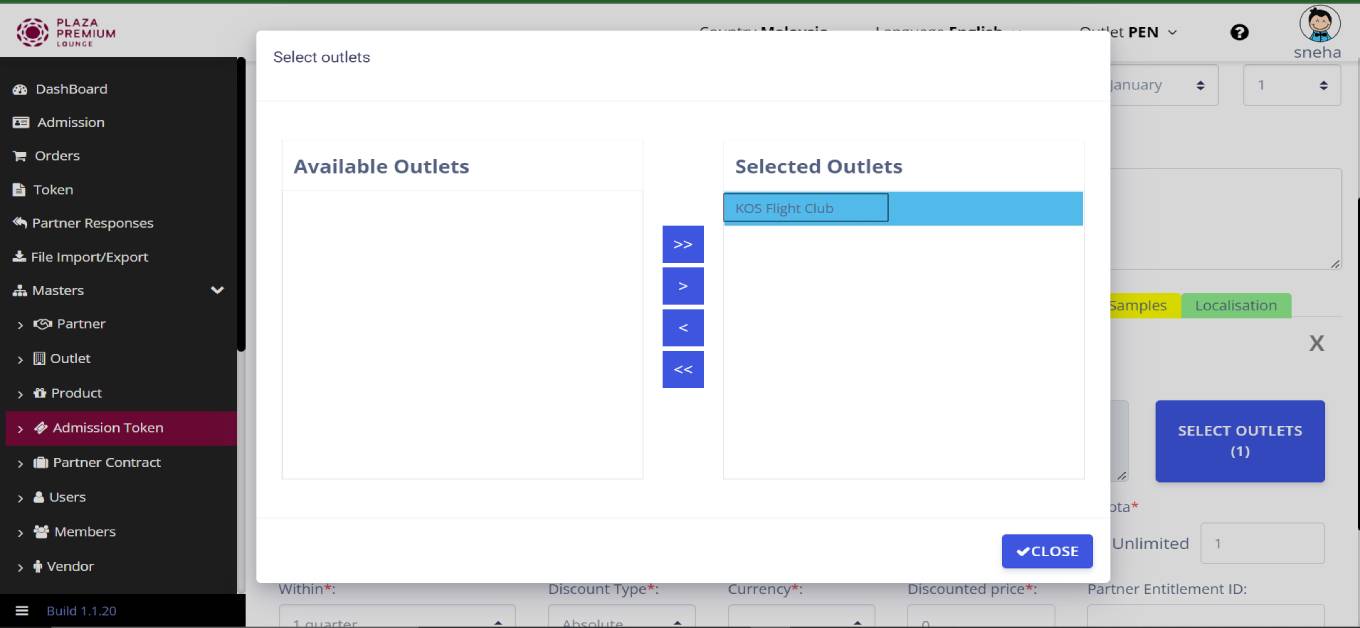 PLAZA
PREMIUM
LOUNGE
Country Malaysia
Language English
Outlet PEN
sneha
DashBoard
Admission
Orders
Token
Partner Responses
File Import/Export
Masters
Partner
Outlet
Product
Admission Token
Partner Contract
Users
Members
Vendor
Build 1.1.20
Select outlets
Available Outlets
Selected Outlets
KOS Flight Club
>>
>
<
<<
CLOSE
January
1
Samples
Localisation
X
SELECT OUTLETS
(1)
Unlimited
1
Within*:
Discount Type*:
Currency*:
Discounted price*:
Partner Entitlement ID:
1 quarter
Absolute
0